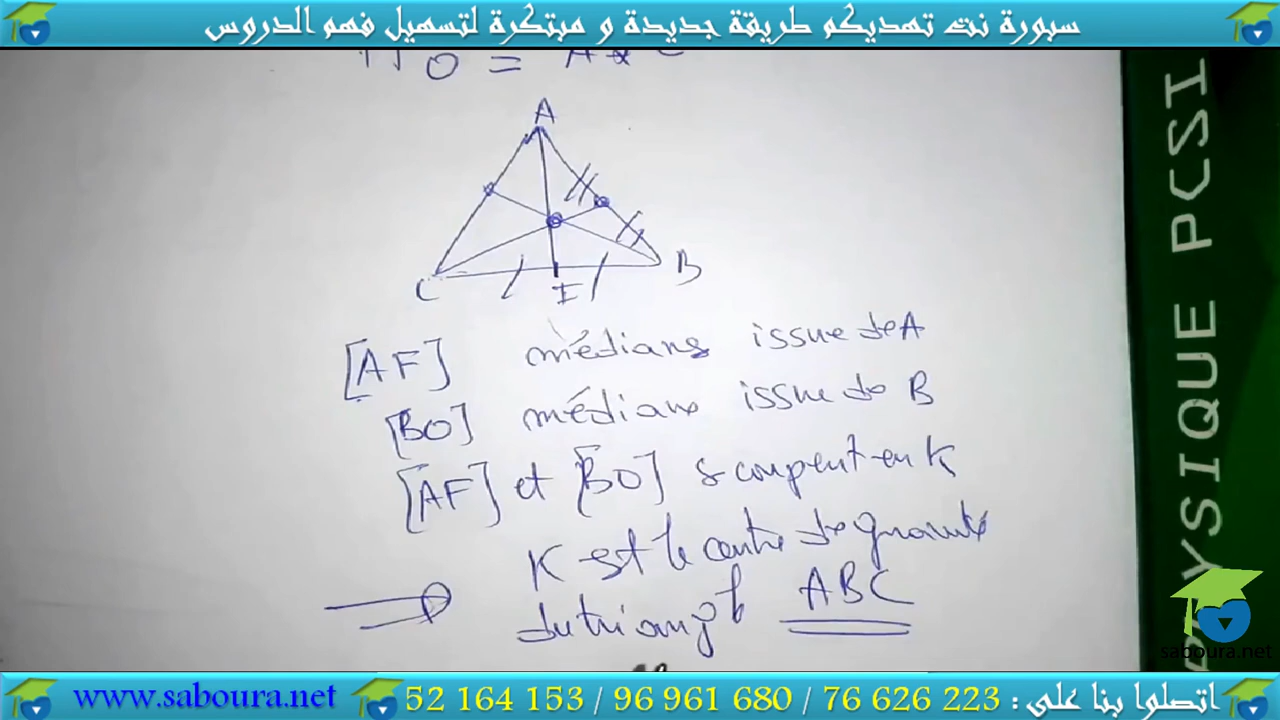 سبورة نت تهديكم طريقة جديدة و مبتكرة لتسهيل فهم الدروس
A
C
I
B
[AF] médiane issue de A
[BO] médiane issue de B
[AF] et [BO] se coupent en K
K est le centre de gravité
du triangle ABC
PHYSIQUE PCSI
saboura.net
www.saboura.net
52 164 153 / 96 961 680 / 76 626 223 : اتصلوا بنا على